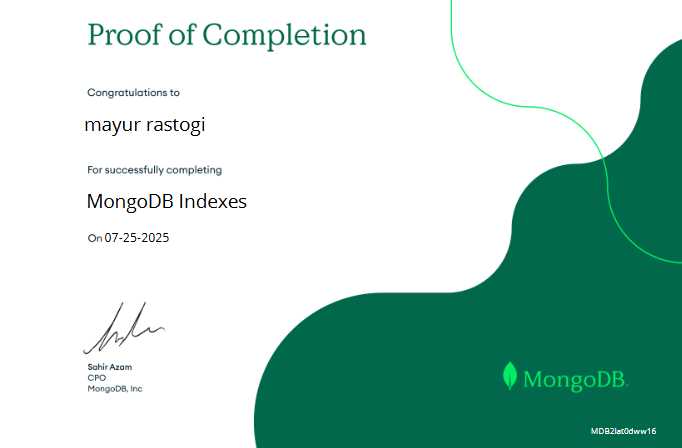 Proof of Completion
Congratulations to
mayur rastogi
For successfully completing
MongoDB Indexes
On 07-25-2025
Sahir Azam
CPO
MongoDB, Inc
MongoDB.
MDB2lat0dww16